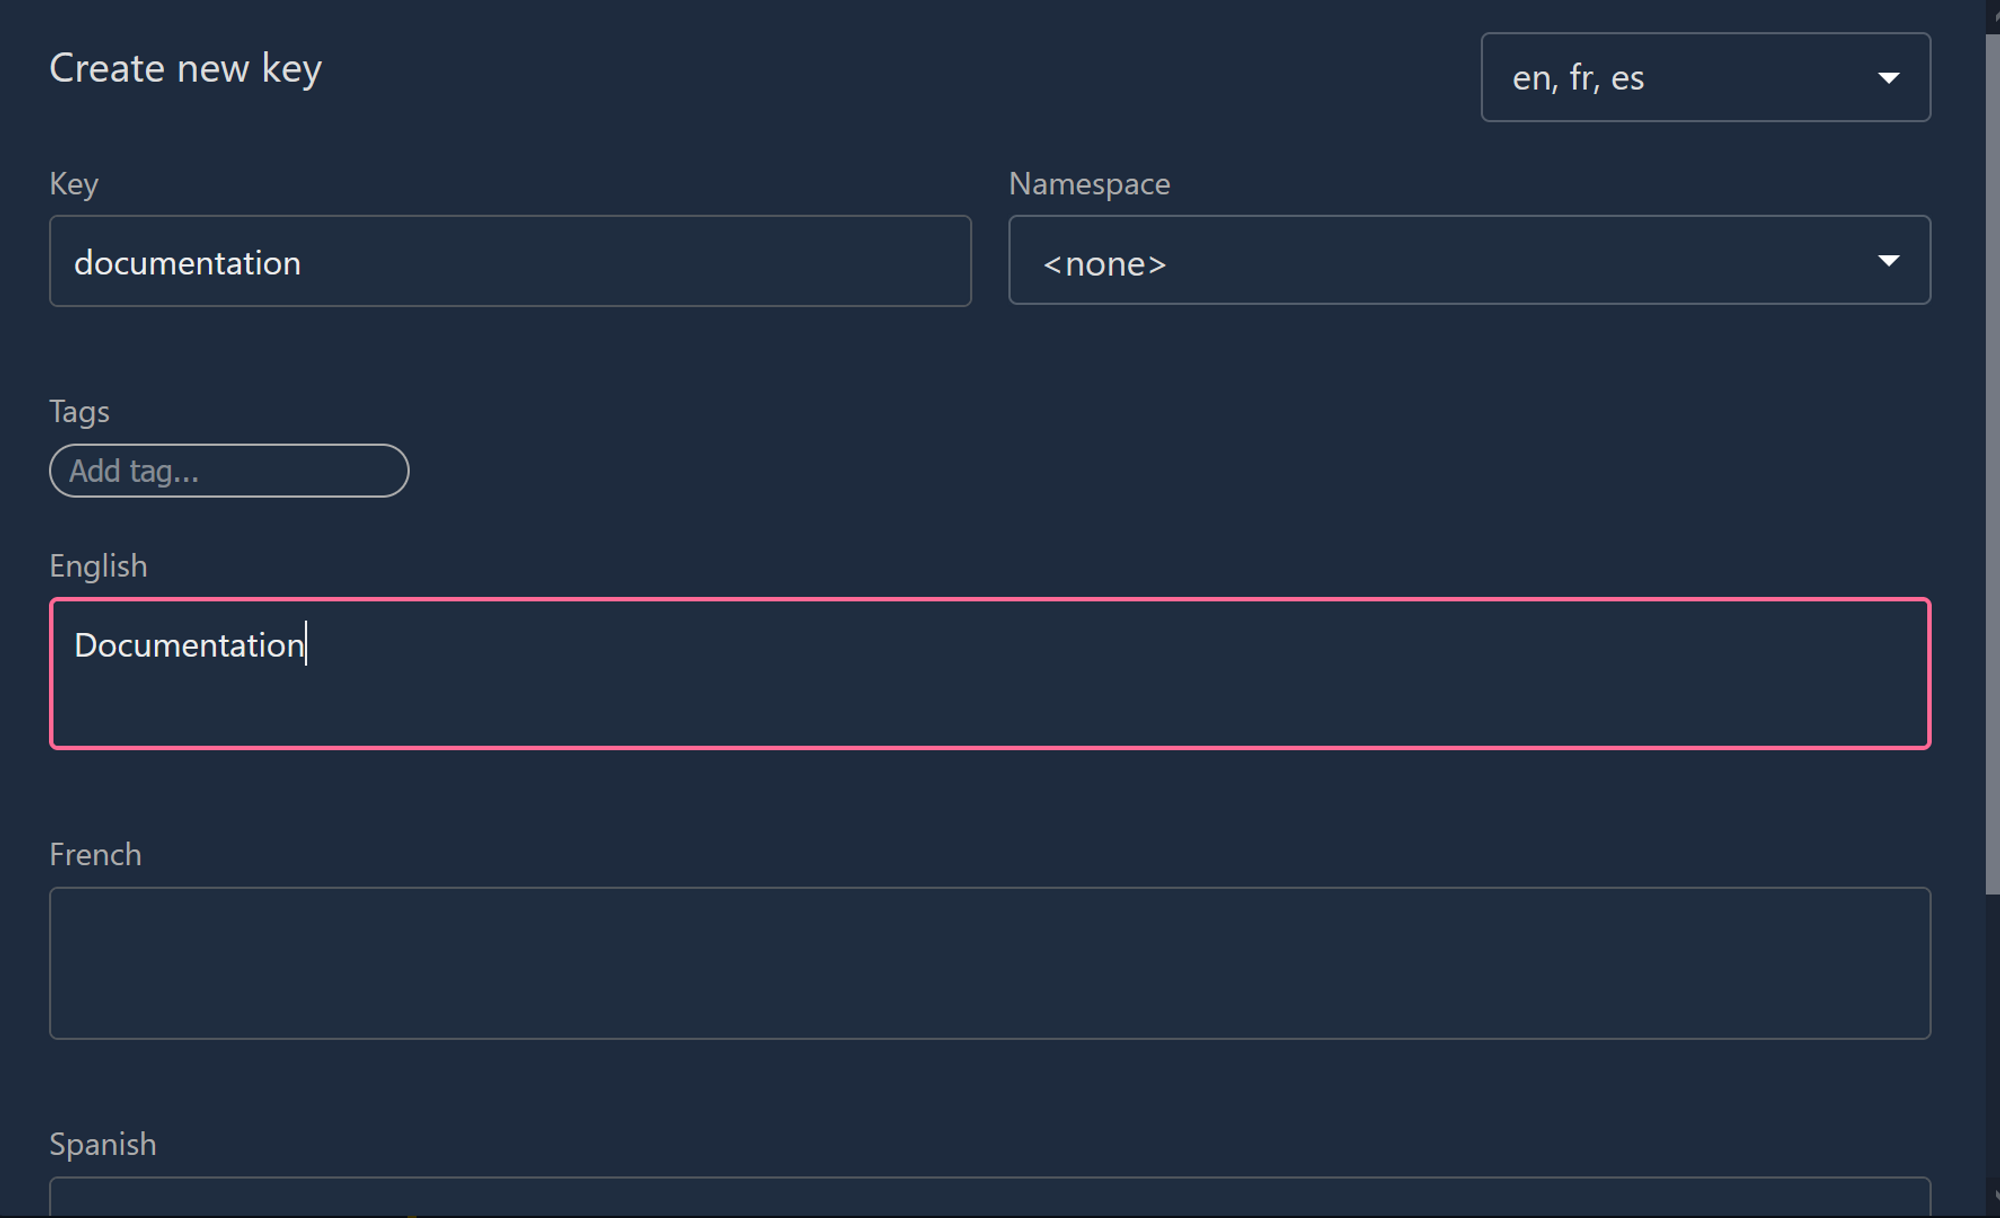 Create new key
en, fr, es
Key
Namespace
documentation
<none>
Tags
Add tag...
English
Documentation
French
Spanish